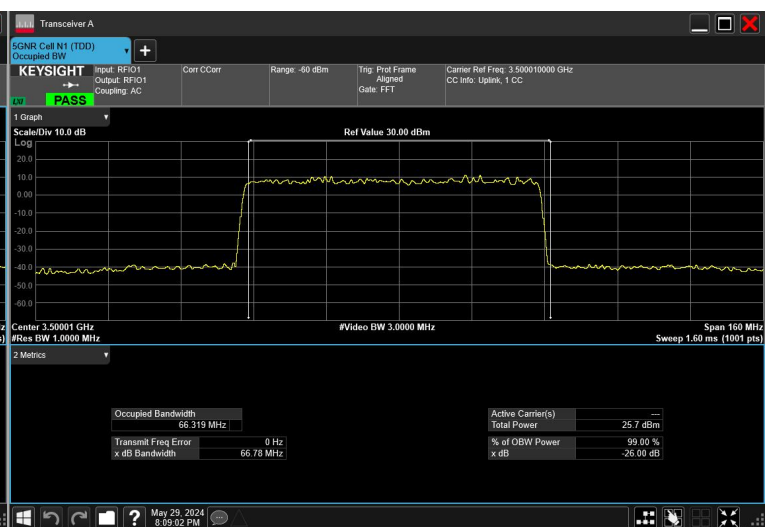 Transceiver A
5GNR Cell N1 (TDD)
Occupied BW
+
KEYSIGHT
LXI
PASS
Input: RFIO1
Output: RFIO1
Coupling: AC
Corr CCorr
Range: -60 dBm
Trig: Prot Frame
Aligned
Gate: FFT
Carrier Ref Freq: 3.500010000 GHz
CC Info: Uplink, 1 CC
1 Graph
Scale/Div 10.0 dB
Ref Value 30.00 dBm
Log
20.0
10.0
0.00
-10.0
-20.0
-30.0
-40.0
-50.0
-60.0
Center 3.50001 GHz
#Video BW 3.0000 MHz
Span 160 MHz
#Res BW 1.0000 MHz
Sweep 1.60 ms (1001 pts)
2 Metrics
Occupied Bandwidth
66.319 MHz
Active Carrier(s) ---
Total Power 25.7 dBm
Transmit Freq Error 0 Hz
x dB Bandwidth 66.78 MHz
% of OBW Power 99.00 %
x dB -26.00 dB
May 29, 2024
8:09:02 PM